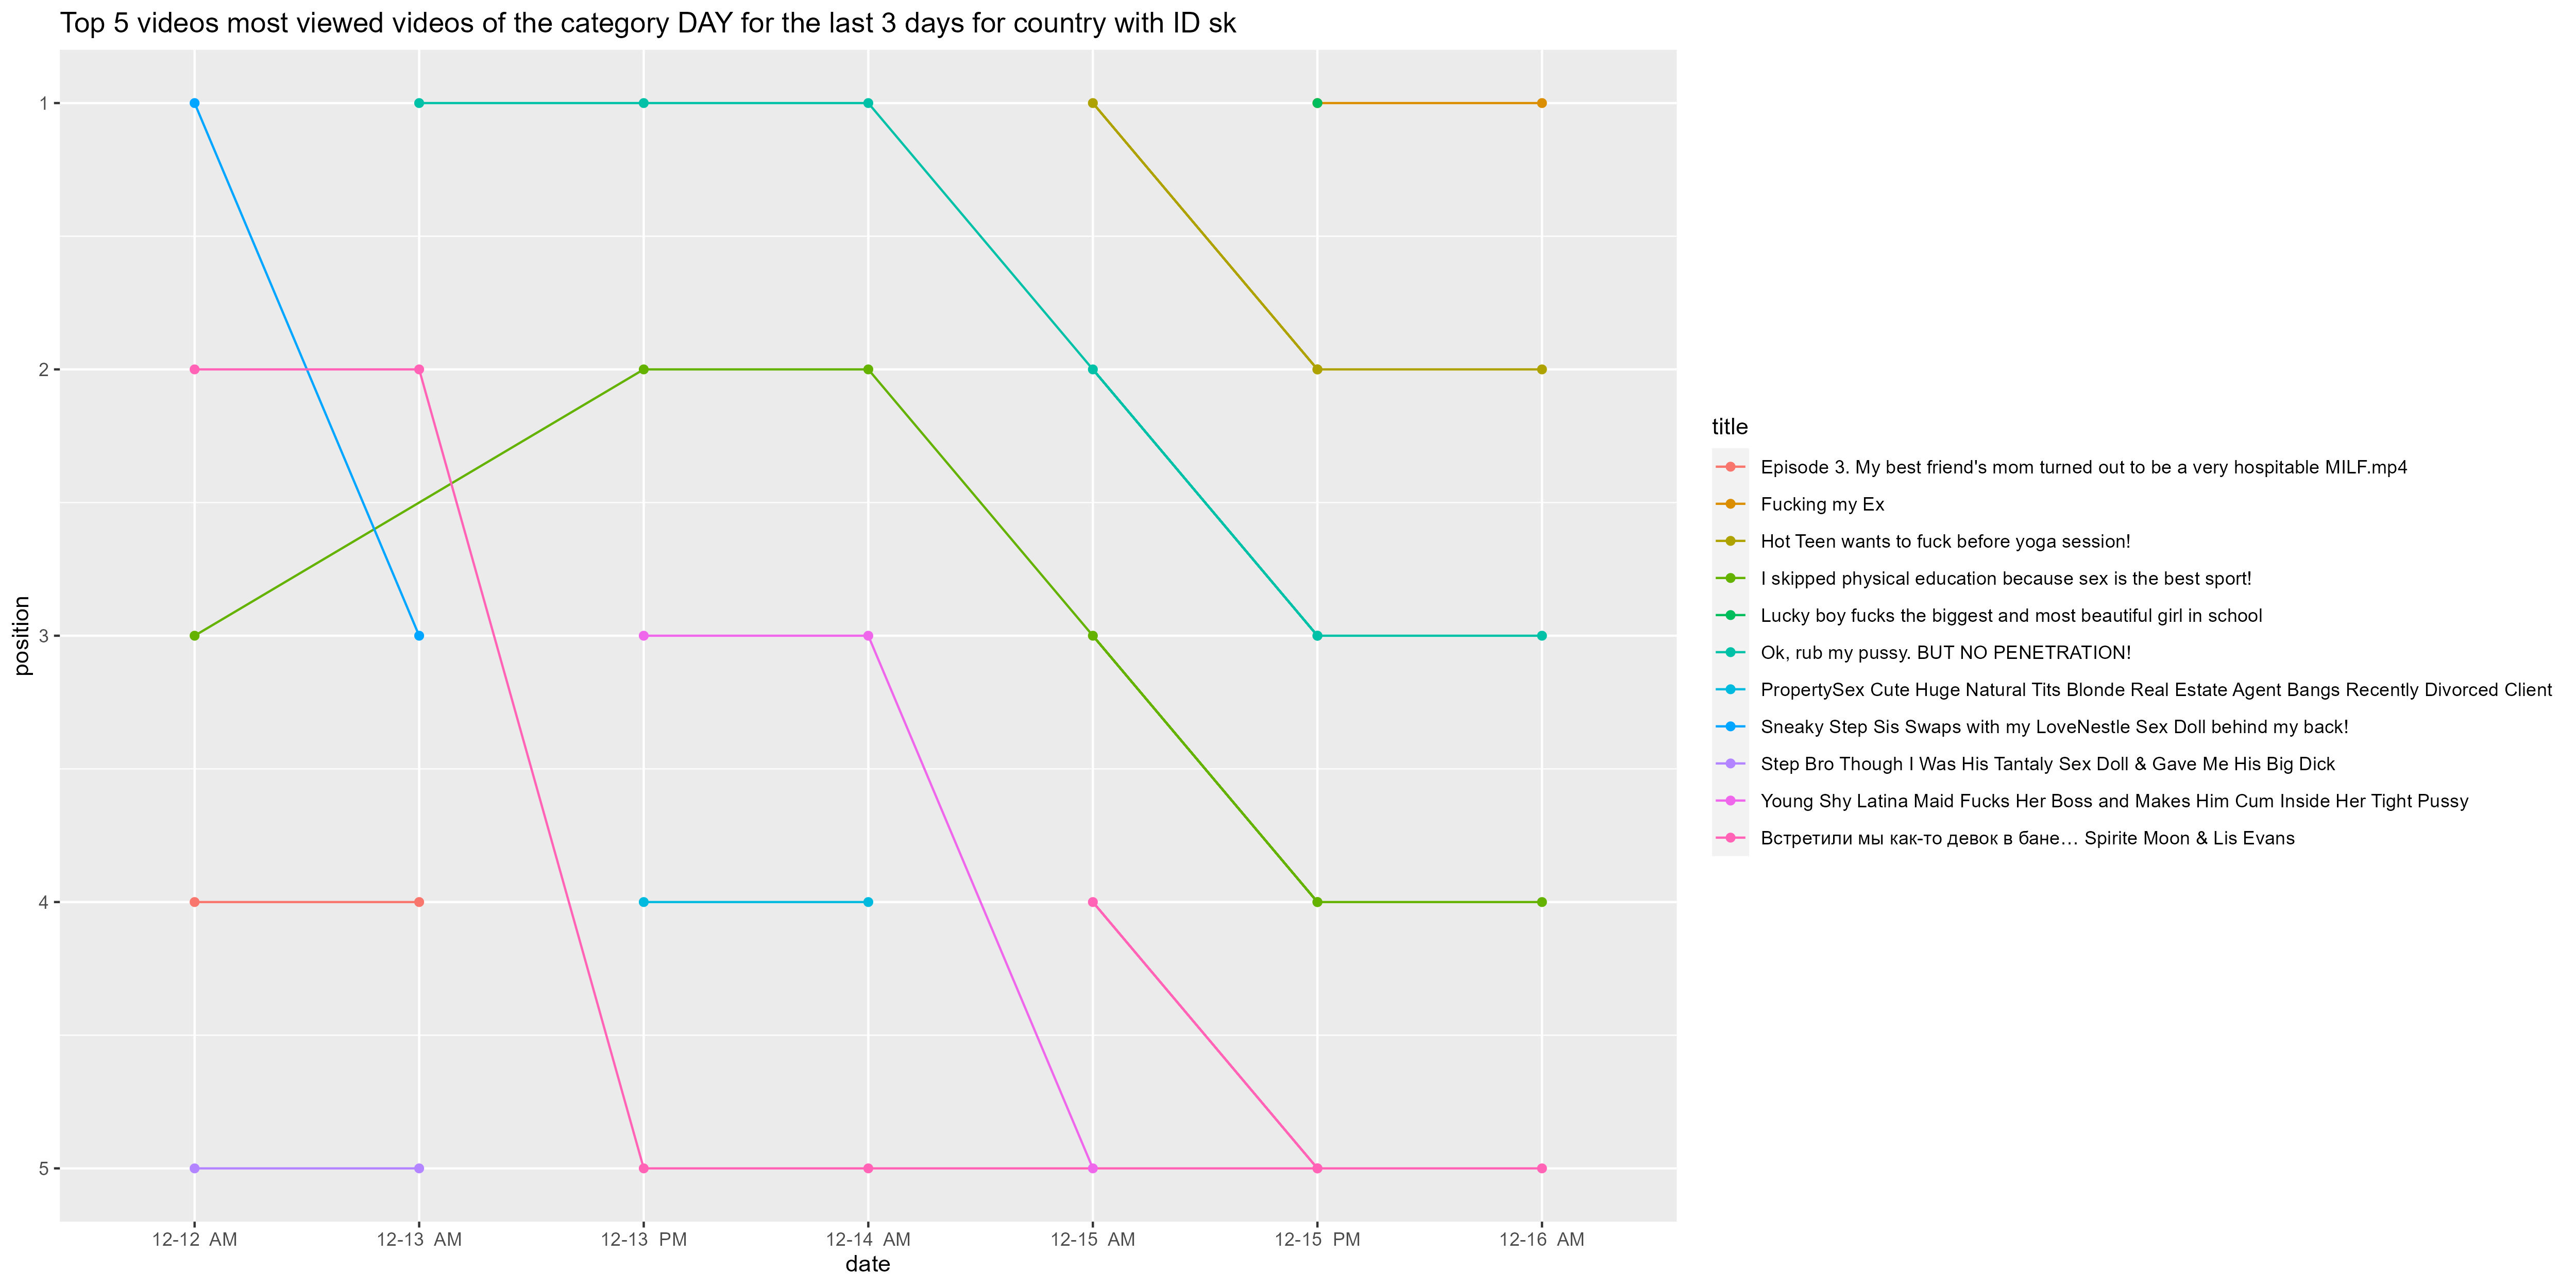 Top 5 videos most viewed videos of the category DAY for the last 3 days for country with ID sk
position
1
2
3
4
5
12-12 AM
12-13 AM
12-13 PM
12-14 AM
12-15 AM
12-15 PM
12-16 AM
date
title
Episode 3. My best friend's mom turned out to be a very hospitable MILF.mp4
Fucking my Ex
Hot Teen wants to fuck before yoga session!
I skipped physical education because sex is the best sport!
Lucky boy fucks the biggest and most beautiful girl in school
Ok, rub my pussy. BUT NO PENETRATION!
PropertySex Cute Huge Natural Tits Blonde Real Estate Agent Bangs Recently Divorced Client
Sneaky Step Sis Swaps with my LoveNestle Sex Doll behind my back!
Step Bro Though I Was His Tantaly Sex Doll & Gave Me His Big Dick
Young Shy Latina Maid Fucks Her Boss and Makes Him Cum Inside Her Tight Pussy
Встретили мы как-то девок в бане… Spirite Moon & Lis Evans